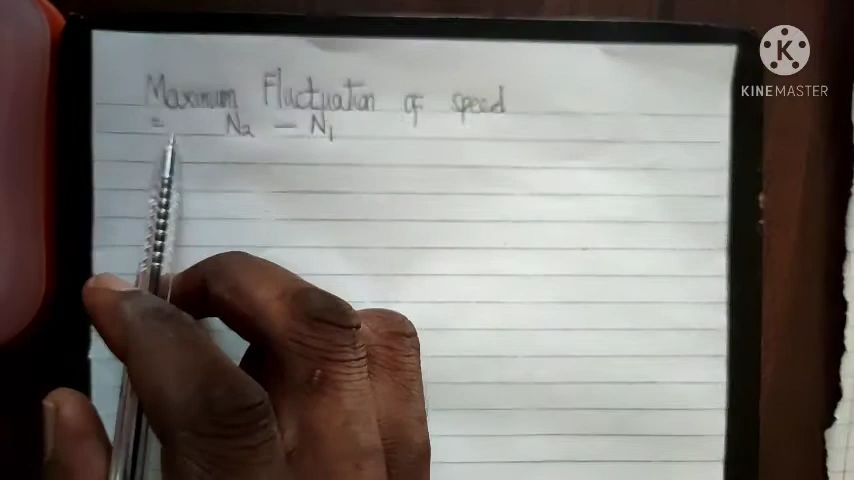 Maximum Fluctuation of speed
= N₂ – N₁
K
KINEMASTER